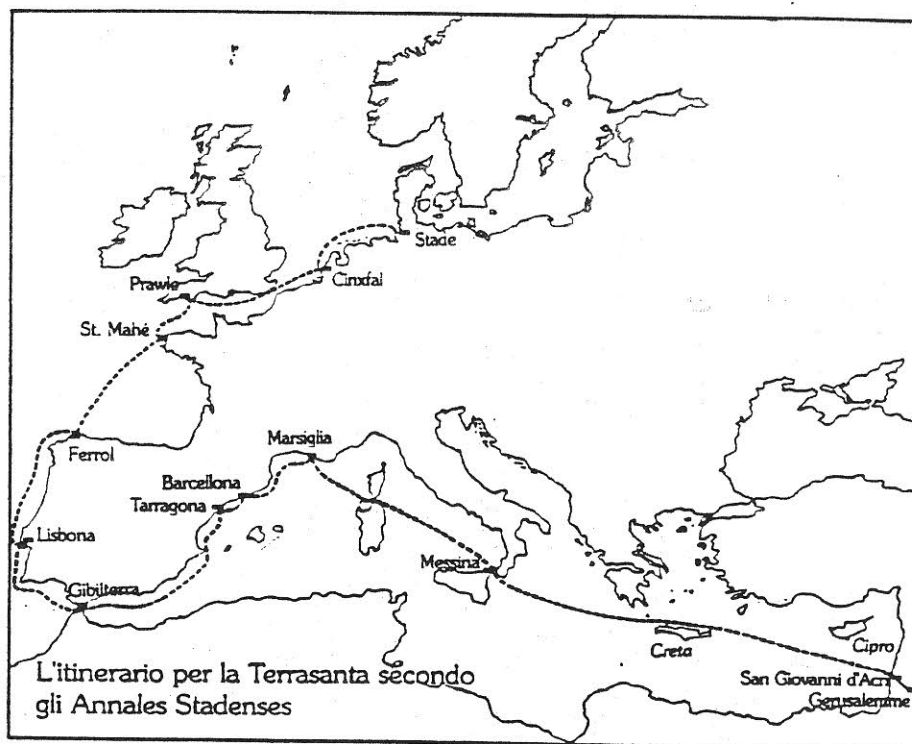 Stade
Cinxfal
Prawle
St. Mahé
Ferrol
Marsiglia
Barcellona
Tarragona
Lisbona
Gibilterra
Messina
Creta
Cipro
San Giovanni d'Acri
Gerusalemme
L'itinerario per la Terrasanta secondo
gli Annales Stadenses